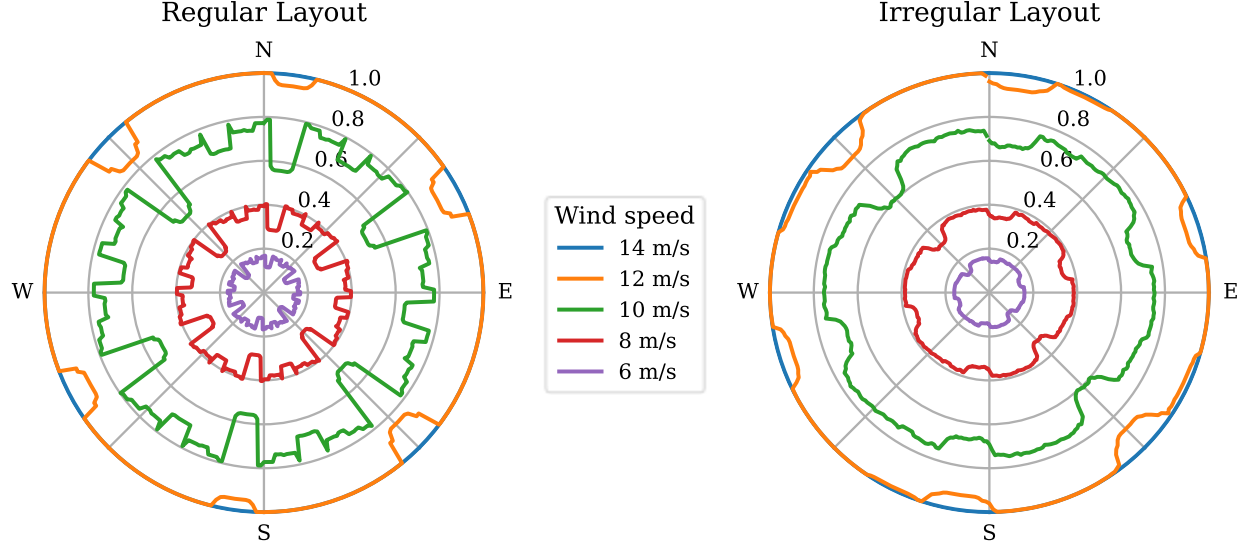 Regular Layout
N
1.0
0.8
0.6
0.4
0.2
W
E
S
Wind speed
14 m/s
12 m/s
10 m/s
8 m/s
6 m/s
Irregular Layout
N
1.0
0.8
0.6
0.4
0.2
W
E
S